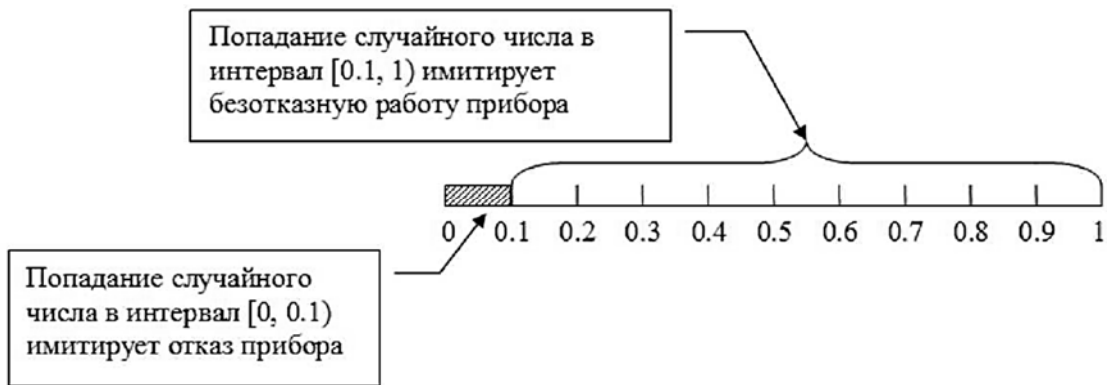 Попадание случайного числа в
интервал [0.1, 1) имитирует
безотказную работу прибора
0 0.1 0.2 0.3 0.4 0.5 0.6 0.7 0.8 0.9 1
Попадание случайного
числа в интервал [0, 0.1)
имитирует отказ прибора